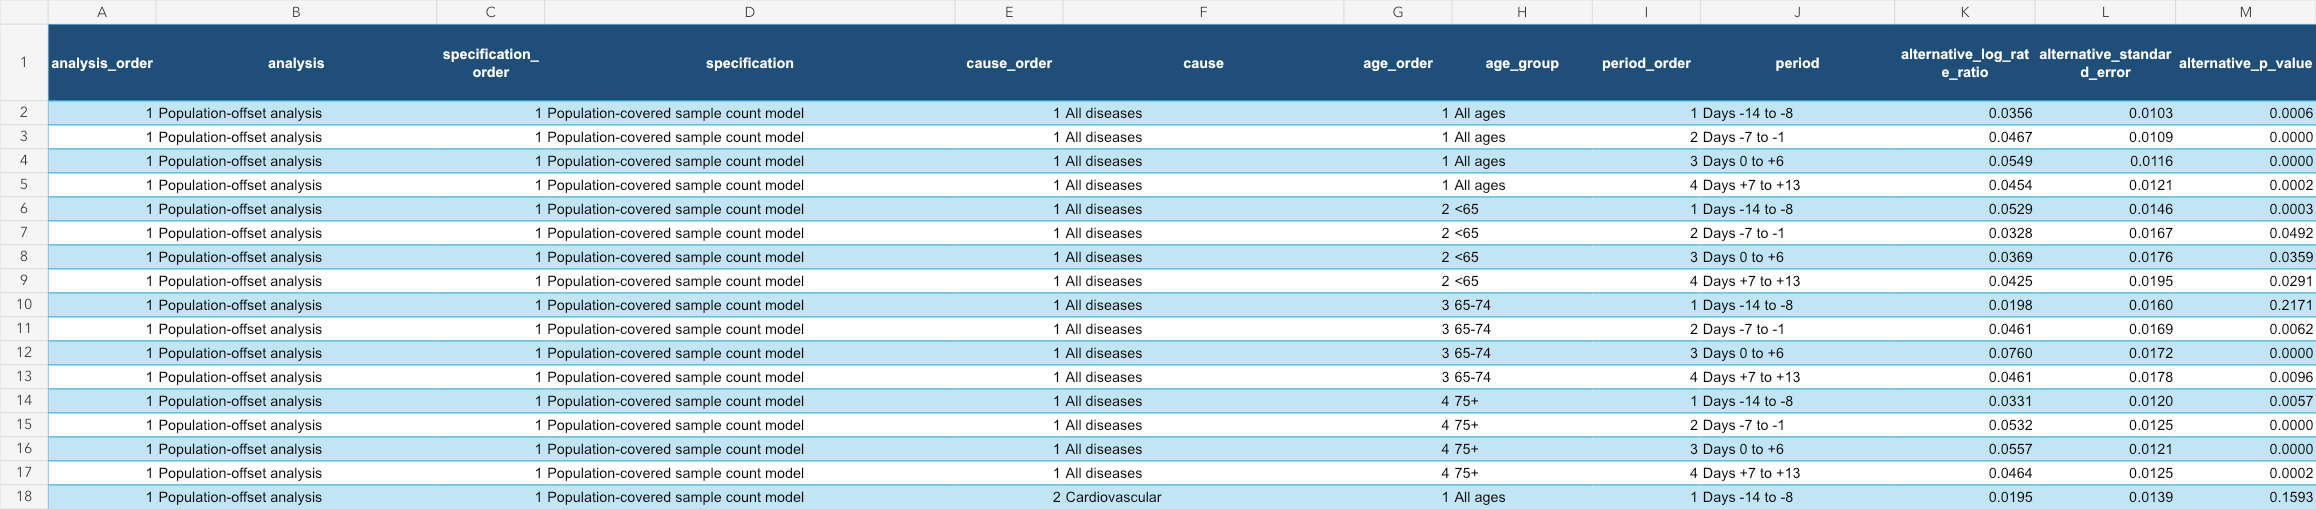 A B C D E F G H I J K L M
1 analysis_order analysis specification_order specification cause_order cause age_order age_group period_order period alternative_log_rate_ratio alternative_standard_error alternative_p_value
2 1 Population-offset analysis 1 Population-covered sample count model 1 All diseases 1 All ages 1 Days -14 to -8 0.0356 0.0103 0.0006
3 1 Population-offset analysis 1 Population-covered sample count model 1 All diseases 1 All ages 2 Days -7 to -1 0.0467 0.0109 0.0000
4 1 Population-offset analysis 1 Population-covered sample count model 1 All diseases 1 All ages 3 Days 0 to +6 0.0549 0.0116 0.0000
5 1 Population-offset analysis 1 Population-covered sample count model 1 All diseases 1 All ages 4 Days +7 to +13 0.0454 0.0121 0.0002
6 1 Population-offset analysis 1 Population-covered sample count model 1 All diseases 2 <65 1 Days -14 to -8 0.0529 0.0146 0.0003
7 1 Population-offset analysis 1 Population-covered sample count model 1 All diseases 2 <65 2 Days -7 to -1 0.0328 0.0167 0.0492
8 1 Population-offset analysis 1 Population-covered sample count model 1 All diseases 2 <65 3 Days 0 to +6 0.0369 0.0176 0.0359
9 1 Population-offset analysis 1 Population-covered sample count model 1 All diseases 2 <65 4 Days +7 to +13 0.0425 0.0195 0.0291
10 1 Population-offset analysis 1 Population-covered sample count model 1 All diseases 3 65-74 1 Days -14 to -8 0.0198 0.0160 0.2171
11 1 Population-offset analysis 1 Population-covered sample count model 1 All diseases 3 65-74 2 Days -7 to -1 0.0461 0.0169 0.0062
12 1 Population-offset analysis 1 Population-covered sample count model 1 All diseases 3 65-74 3 Days 0 to +6 0.0760 0.0172 0.0000
13 1 Population-offset analysis 1 Population-covered sample count model 1 All diseases 3 65-74 4 Days +7 to +13 0.0461 0.0178 0.0096
14 1 Population-offset analysis 1 Population-covered sample count model 1 All diseases 4 75+ 1 Days -14 to -8 0.0331 0.0120 0.0057
15 1 Population-offset analysis 1 Population-covered sample count model 1 All diseases 4 75+ 2 Days -7 to -1 0.0532 0.0125 0.0000
16 1 Population-offset analysis 1 Population-covered sample count model 1 All diseases 4 75+ 3 Days 0 to +6 0.0557 0.0121 0.0000
17 1 Population-offset analysis 1 Population-covered sample count model 1 All diseases 4 75+ 4 Days +7 to +13 0.0464 0.0125 0.0002
18 1 Population-offset analysis 1 Population-covered sample count model 2 Cardiovascular 1 All ages 1 Days -14 to -8 0.0195 0.0139 0.1593